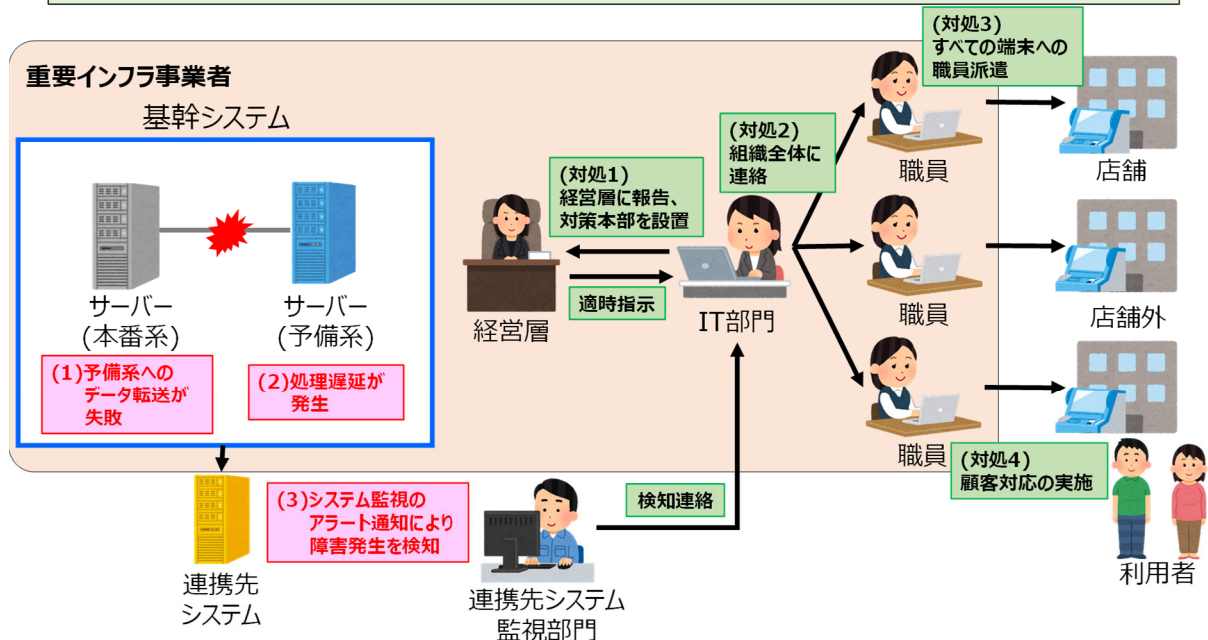 重要インフラ事業者
基幹システム
サーバー
(本番系)
サーバー
(予備系)
(1)予備系への
データ転送が
失敗
(2)処理遅延が
発生
(対処1)
経営層に報告、
対策本部を設置
適時指示
経営層
IT部門
(対処2)
組織全体に
連絡
(対処3)
すべての端末への
職員派遣
職員
店舗
職員
店舗外
職員
(対処4)
顧客対応の実施
利用者
(3)システム監視の
アラート通知により
障害発生を検知
検知連絡
連携先
システム
連携先システム
監視部門